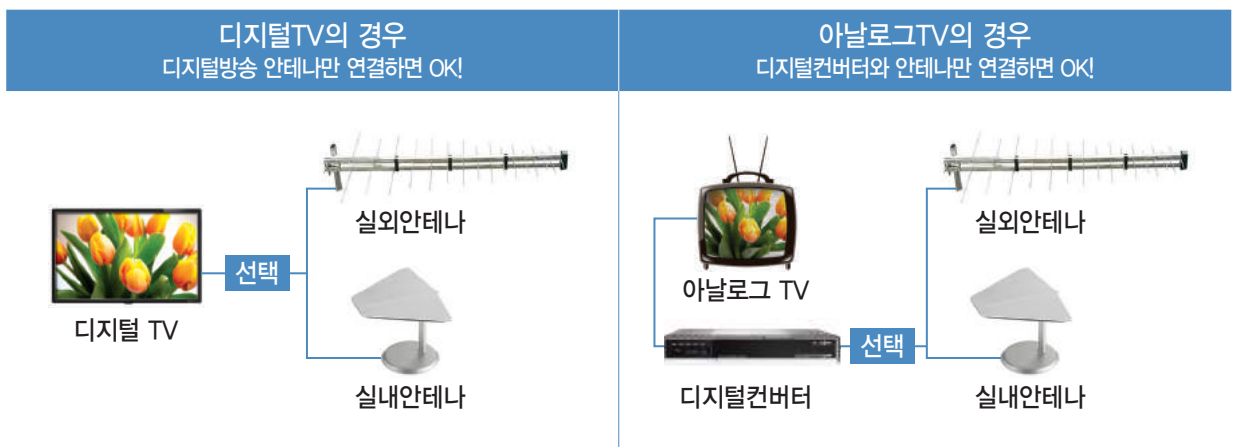 디지털TV의 경우
디지털방송 안테나만 연결하면 OK!
실외안테나
선택
디지털 TV
실내안테나
아날로그TV의 경우
디지털컨버터와 안테나만 연결하면 OK!
실외안테나
아날로그 TV
선택
디지털컨버터
실내안테나